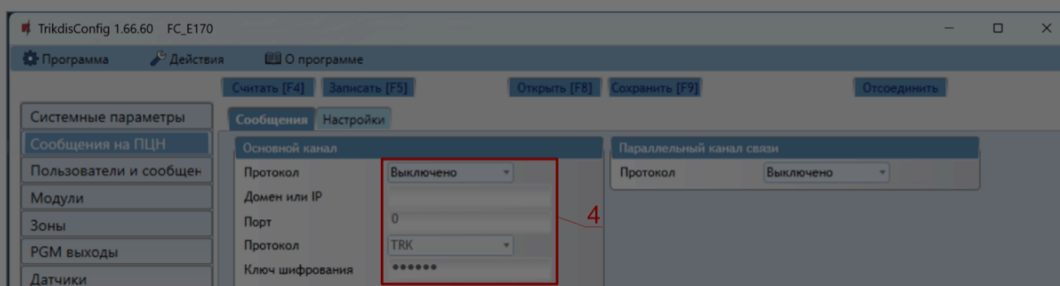 TrikdisConfig 1.66.60 FC_E170
Программа Действия О программе
Считать [F4] Записать [F5] Открыть [F8] Сохранить [F9] Отсоединить
Системные параметры
Сообщения на ПЦН
Пользователи и сообщен
Модули
Зоны
PGM выходы
Датчики
Сообщения Настройки
Основной канал
Протокол Выключено
Домен или IP
Порт 0
Протокол TRK
Ключ шифрования ••••••
4
Параллельный канал связи
Протокол Выключено